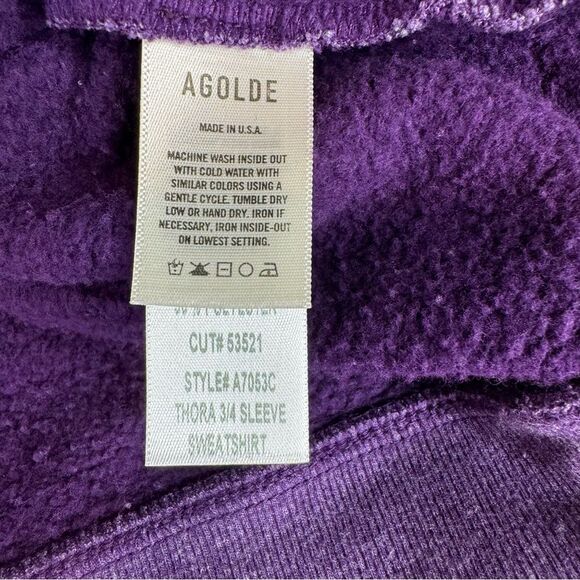 AGOLDE
MADE IN U.S.A.
MACHINE WASH INSIDE OUT
WITH COLD WATER WITH
SIMILAR COLORS USING A
GENTLE CYCLE. TUMBLE DRY
LOW OR HAND DRY. IRON IF
NECESSARY, IRON INSIDE-OUT
ON LOWEST SETTING.
POLYESTER
CUT# 53521
STYLE# A7053C
THORA 3/4 SLEEVE
SWEATSHIRT